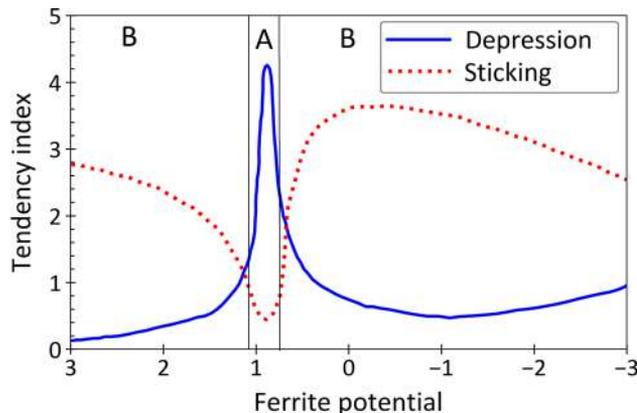 5
4
3
2
1
0
Tendency index
B
A
B
Depression
Sticking
3
2
1
0
−1
−2
−3
Ferrite potential